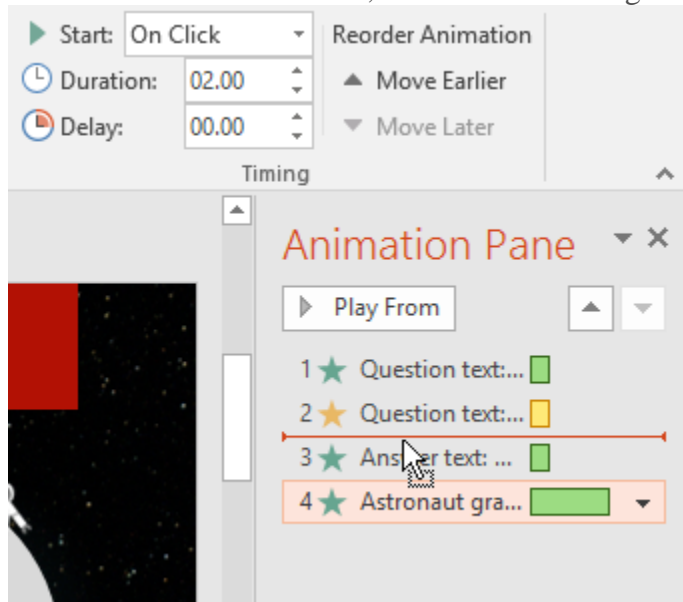 Start: On Click
Reorder Animation
Duration: 02.00
Move Earlier
Delay: 00.00
Move Later
Timing
Animation Pane
Play From
1 Question text:...
2 Question text:...
3 Answer text: ...
4 Astronaut gra...